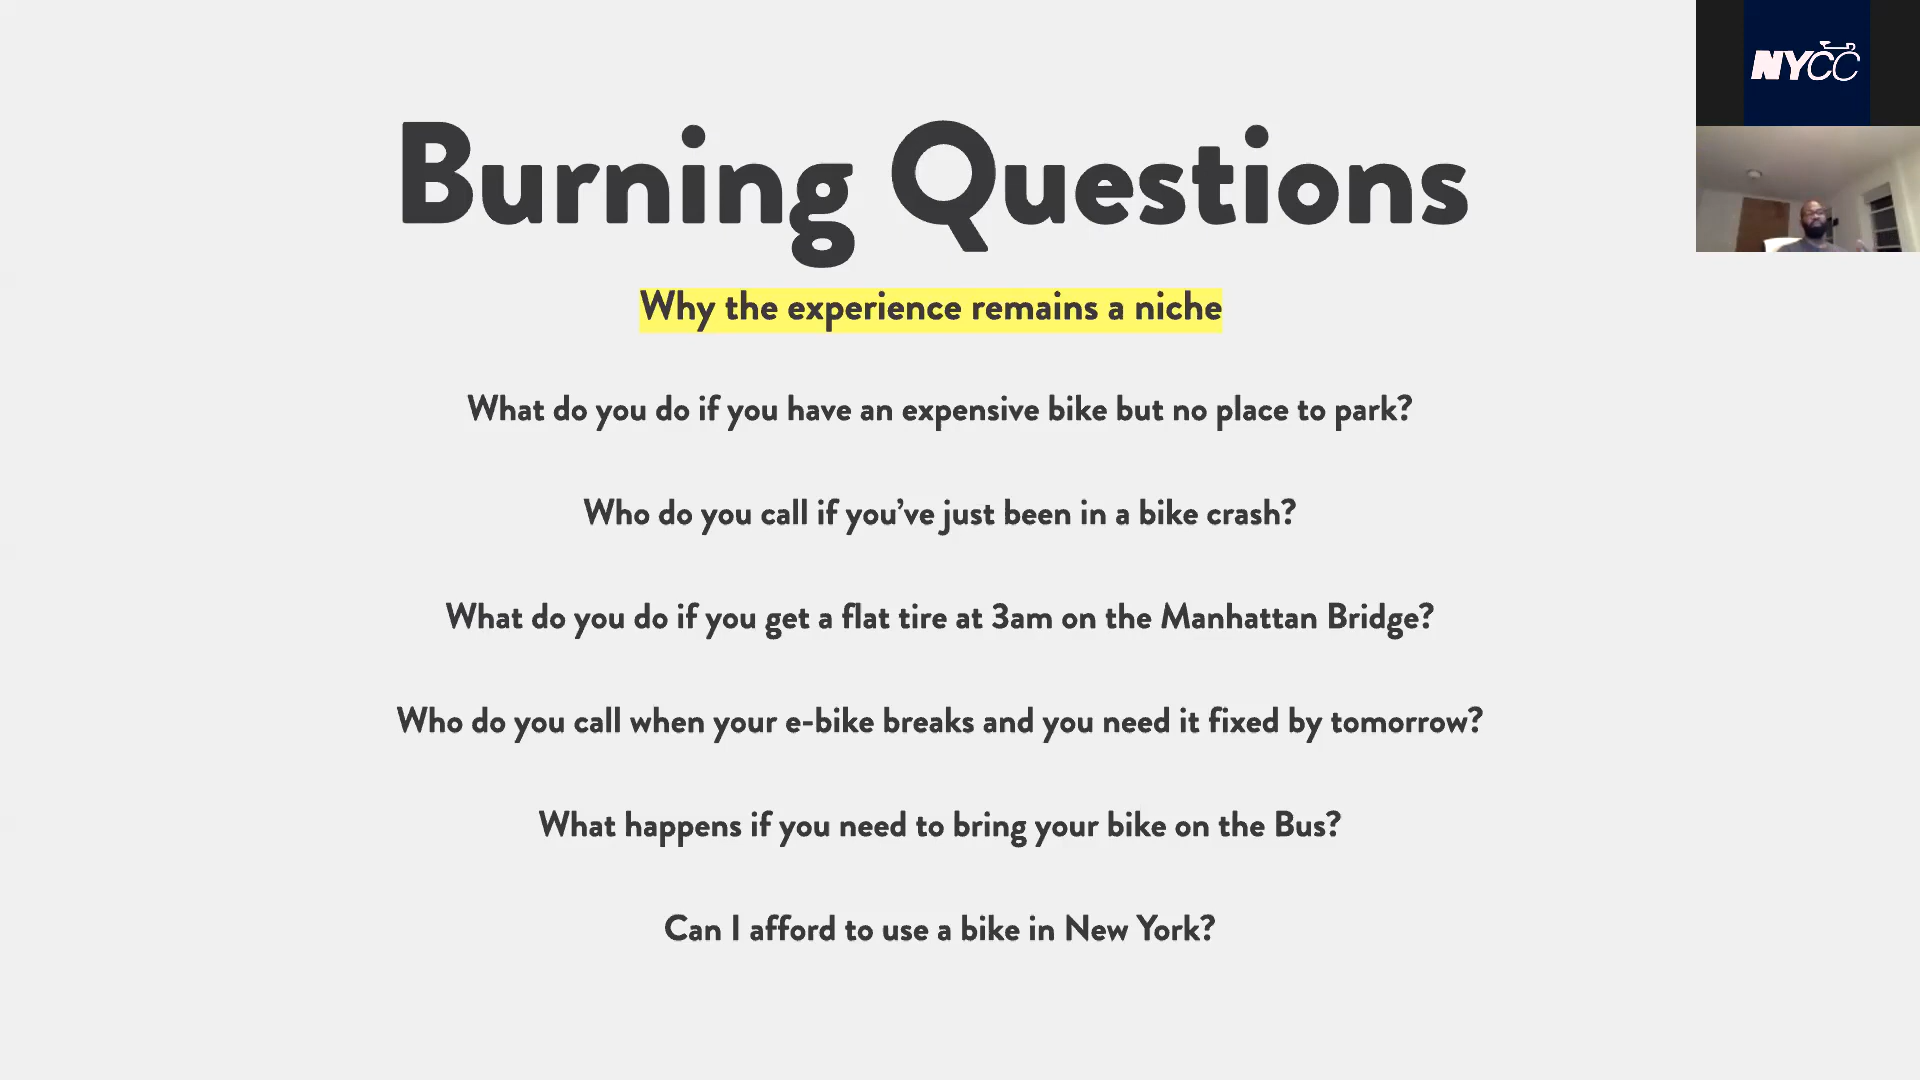 NYCC
Burning Questions
Why the experience remains a niche
What do you do if you have an expensive bike but no place to park?
Who do you call if you’ve just been in a bike crash?
What do you do if you get a flat tire at 3am on the Manhattan Bridge?
Who do you call when your e-bike breaks and you need it fixed by tomorrow?
What happens if you need to bring your bike on the Bus?
Can I afford to use a bike in New York?